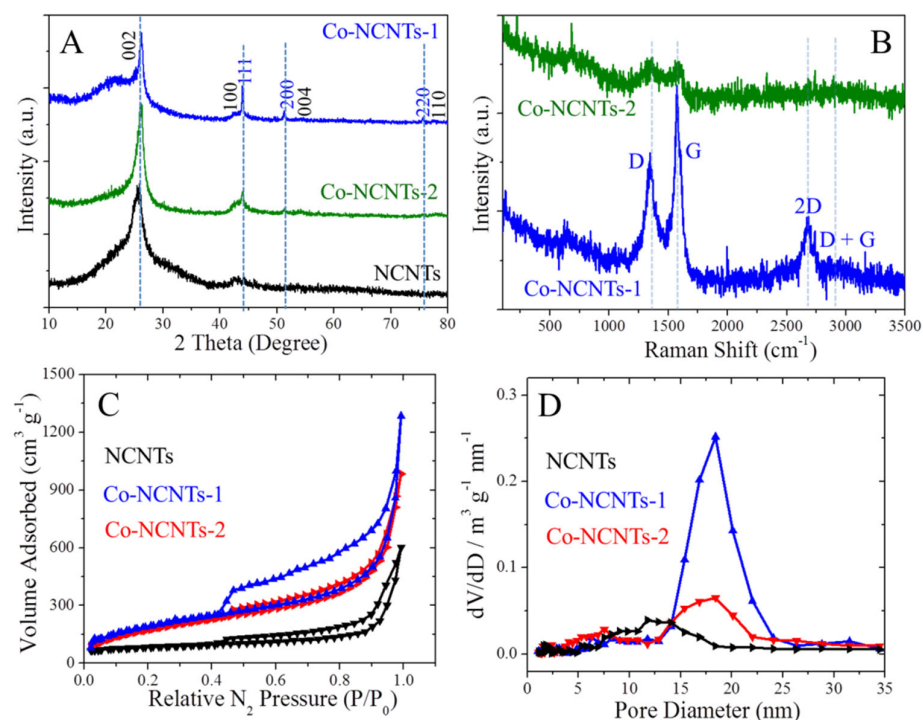 A
Co-NCNTs-1
002
100
111
200
004
220
110
Co-NCNTs-2
NCNTs
Intensity (a.u.)
10 20 30 40 50 60 70 80
2 Theta (Degree)
B
Co-NCNTs-2
D
G
2D
D + G
Co-NCNTs-1
Intensity (a.u.)
500 1000 1500 2000 2500 3000 3500
Raman Shift (cm⁻¹)
C
NCNTs
Co-NCNTs-1
Co-NCNTs-2
Volume Adsorbed (cm³ g⁻¹)
1500
1200
900
600
300
0
0.0 0.2 0.4 0.6 0.8 1.0
Relative N₂ Pressure (P/P₀)
D
NCNTs
Co-NCNTs-1
Co-NCNTs-2
dV/dD / m³ g⁻¹ nm⁻¹
0.3
0.2
0.1
0.0
0 5 10 15 20 25 30 35
Pore Diameter (nm)